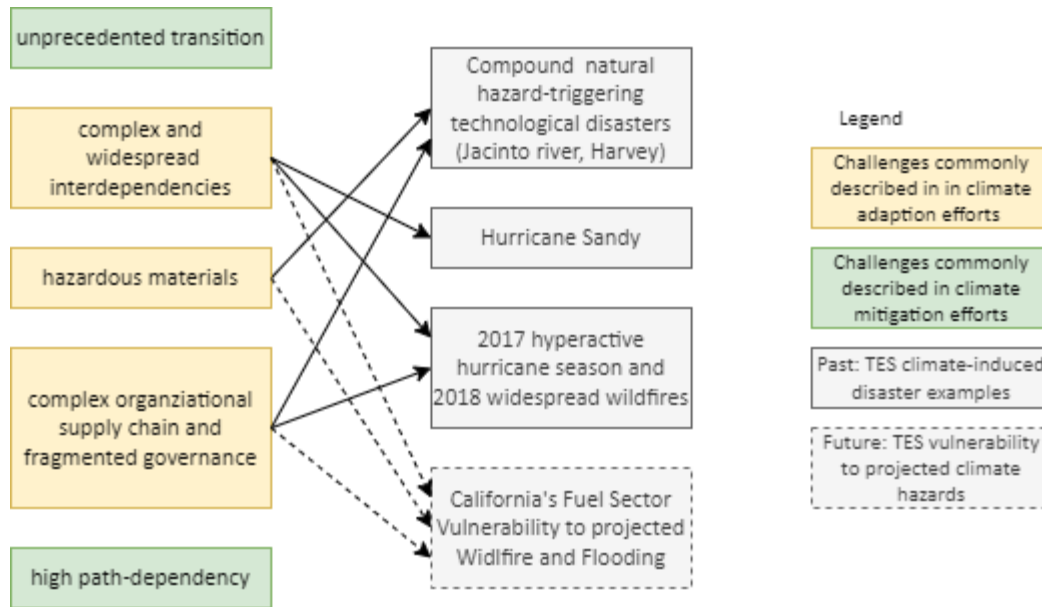 unprecedented transition
complex and
widespread
interdependencies
hazardous materials
complex organziational
supply chain and
fragmented governance
high path-dependency
Compound natural
hazard-triggering
technological disasters
(Jacinto river, Harvey)
Hurricane Sandy
2017 hyperactive
hurricane season and
2018 widespread wildfires
California's Fuel Sector
Vulnerability to projected
Widlfire and Flooding
Legend
Challenges commonly
described in in climate
adaption efforts
Challenges commonly
described in climate
mitigation efforts
Past: TES climate-induced
disaster examples
Future: TES vulnerability
to projected climate
hazards